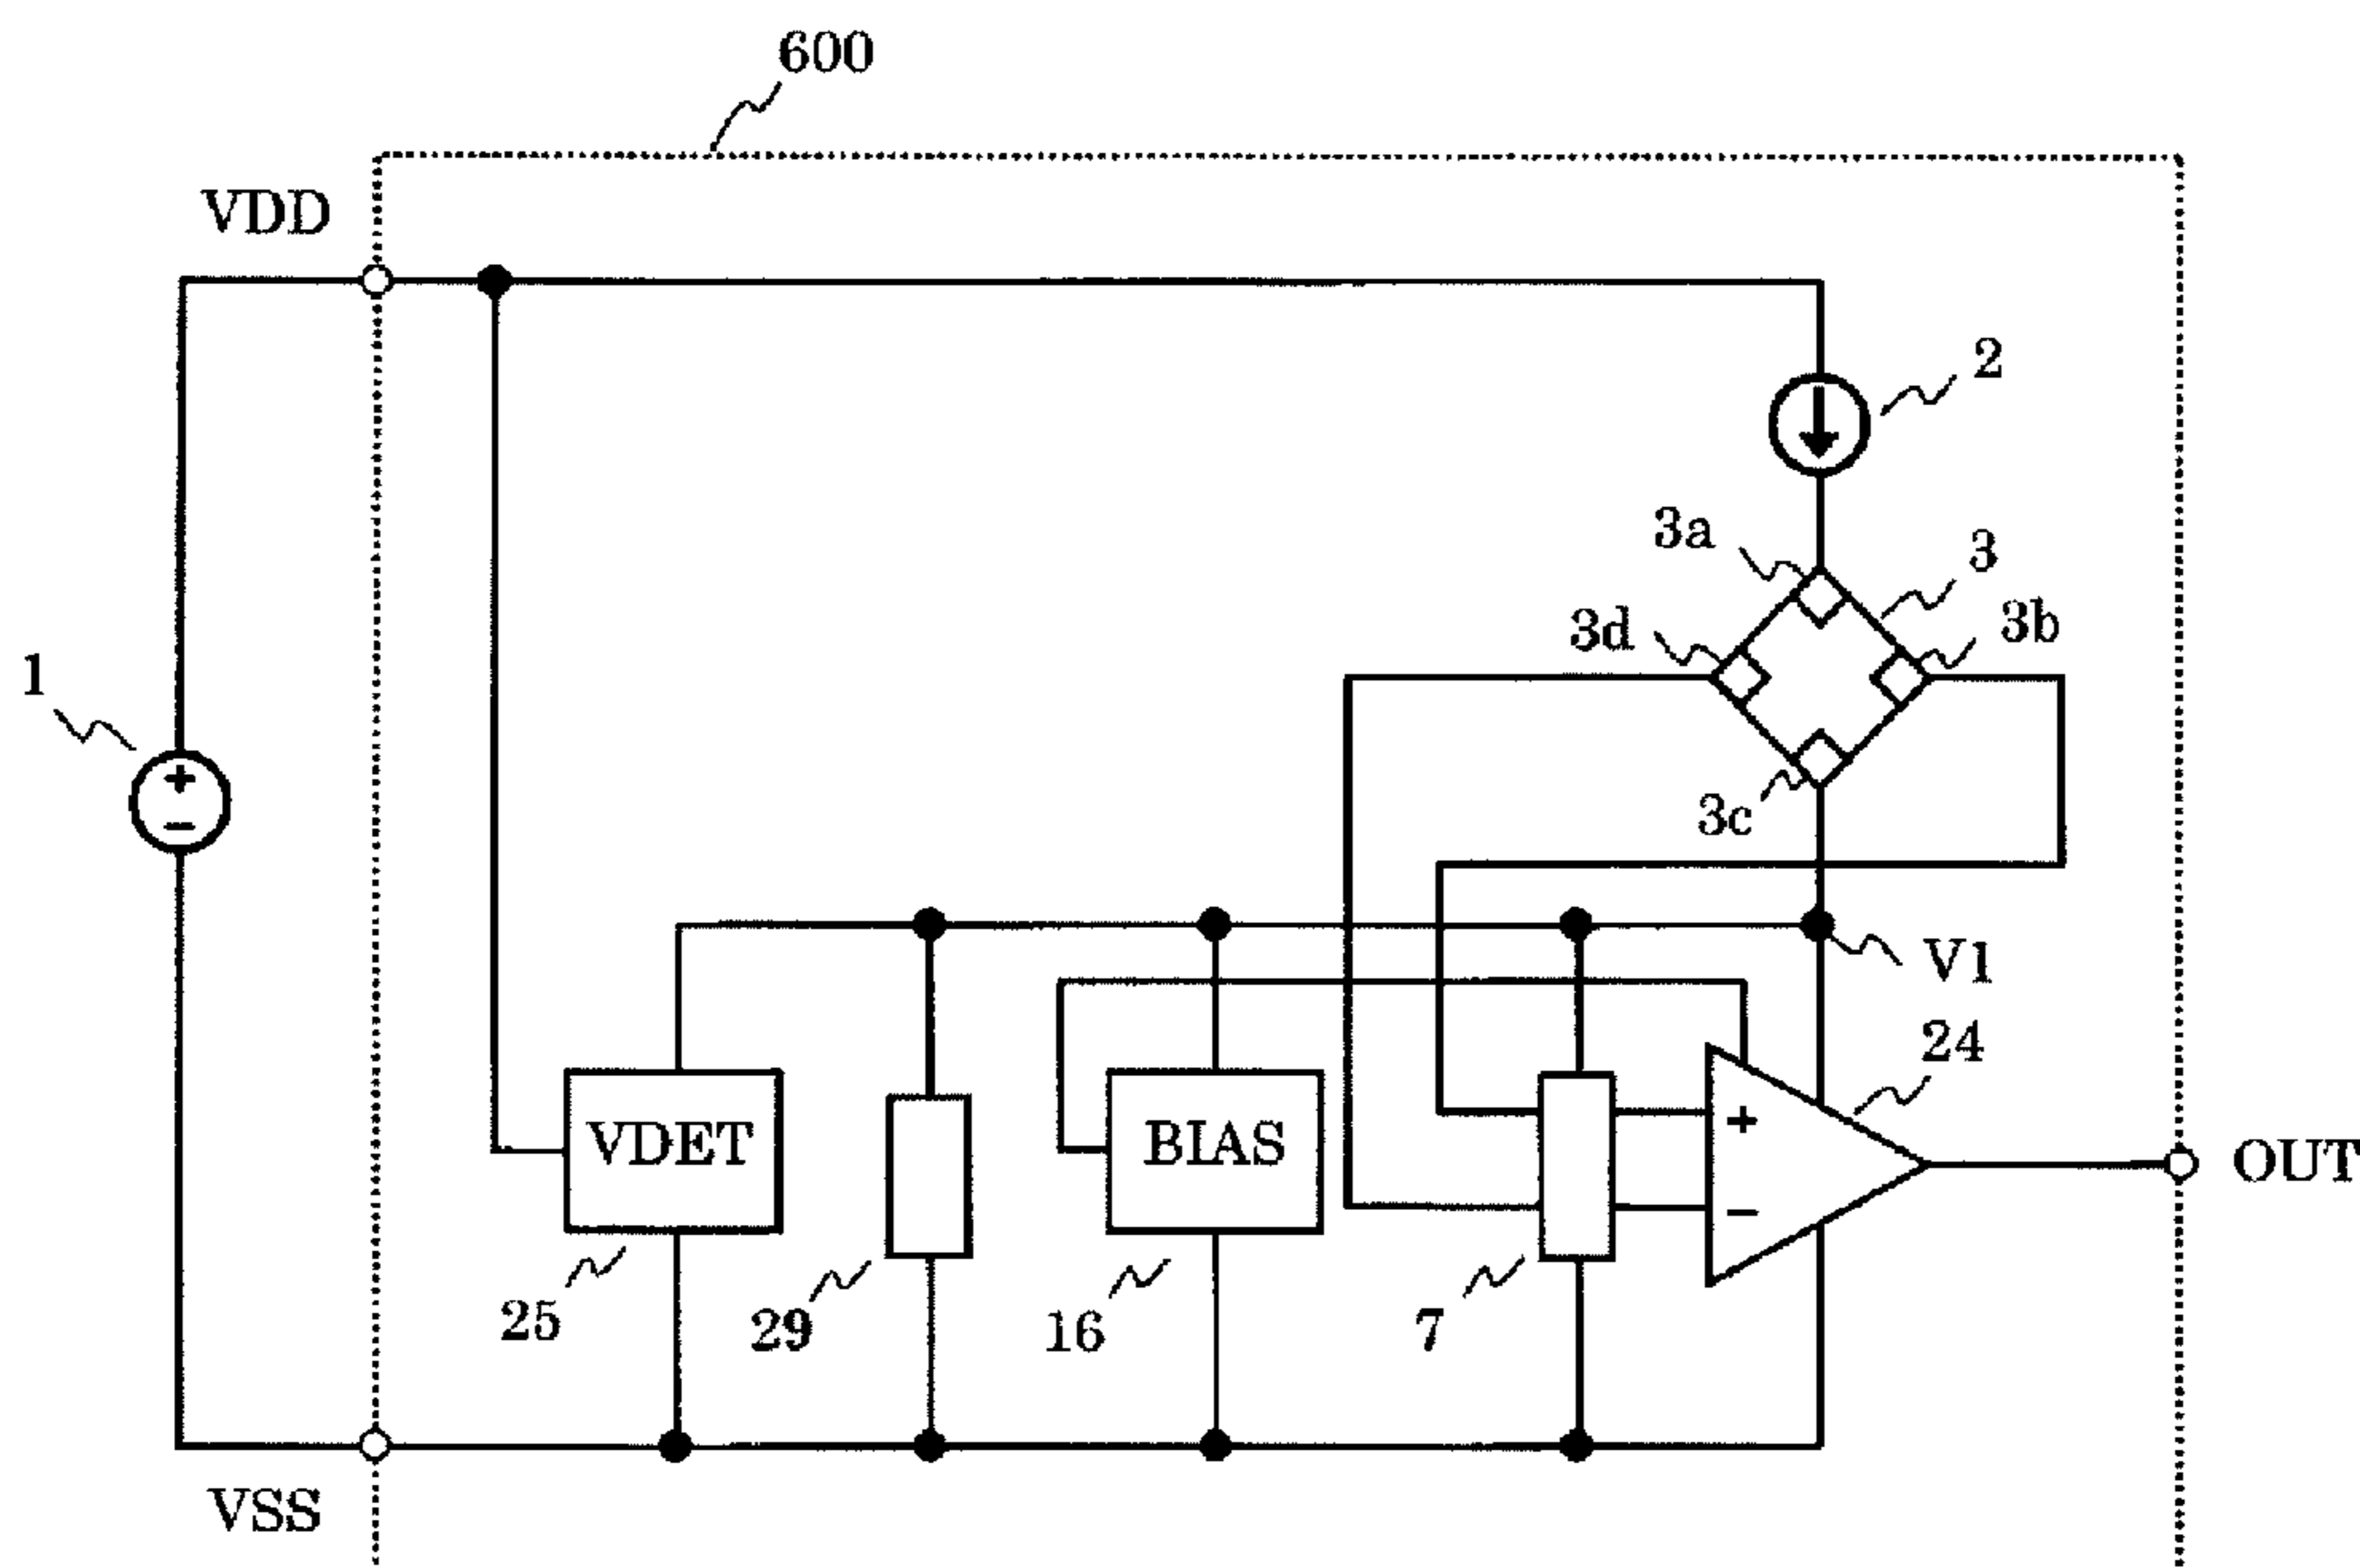 600
VDD
2
3a
3
3d
3b
1
3c
V1
24
+
-
VDET
BIAS
+
-
OUT
25
29
16
7
VSS